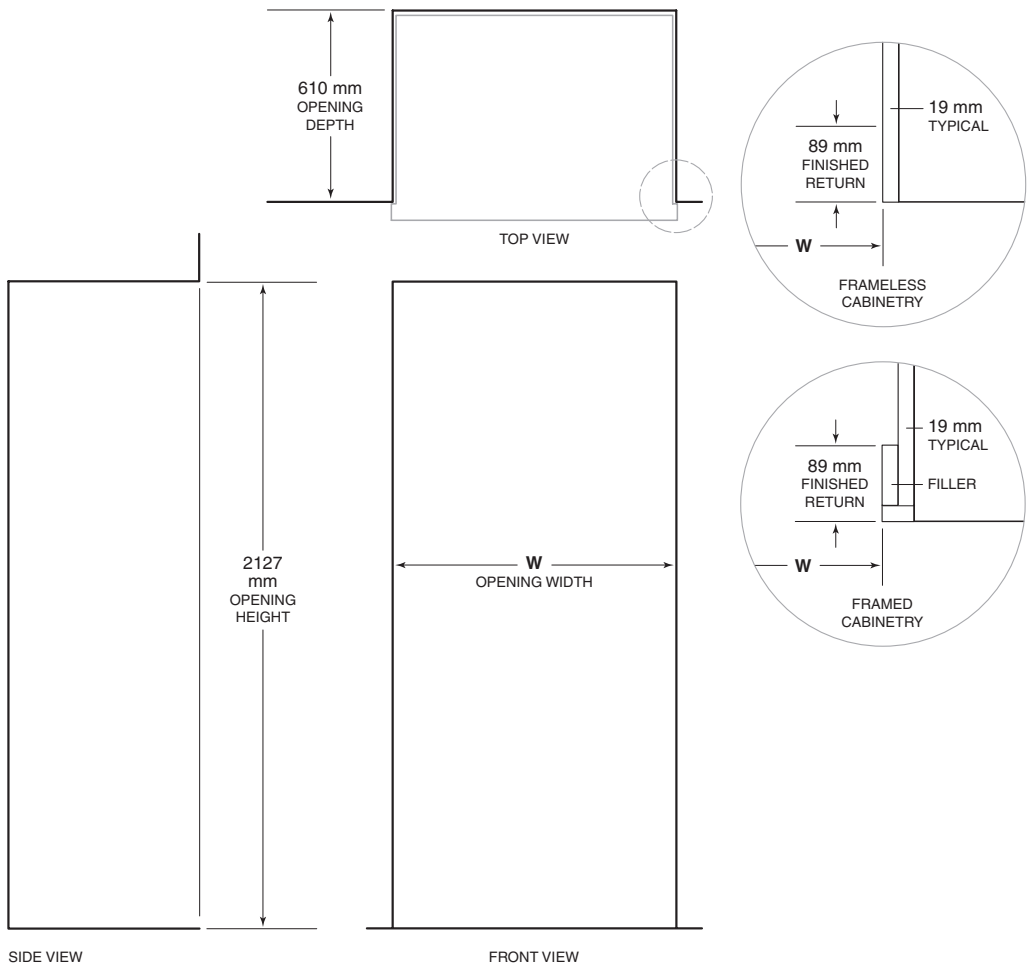 610 mm
OPENING
DEPTH
TOP VIEW
19 mm
TYPICAL
89 mm
FINISHED
RETURN
W
FRAMELESS
CABINETRY
19 mm
TYPICAL
89 mm
FINISHED
RETURN
FILLER
W
FRAMED
CABINETRY
2127
mm
OPENING
HEIGHT
W
OPENING WIDTH
SIDE VIEW
FRONT VIEW